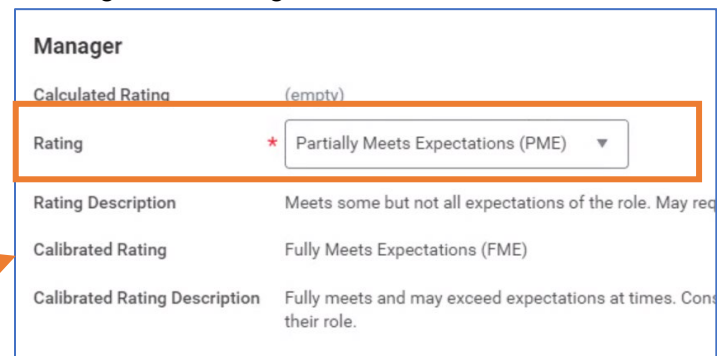 Manager
Calculated Rating (empty)
Rating * Partially Meets Expectations (PME)
Rating Description Meets some but not all expectations of the role. May req
Calibrated Rating Fully Meets Expectations (FME)
Calibrated Rating Description Fully meets and may exceed expectations at times. Cons
their role.